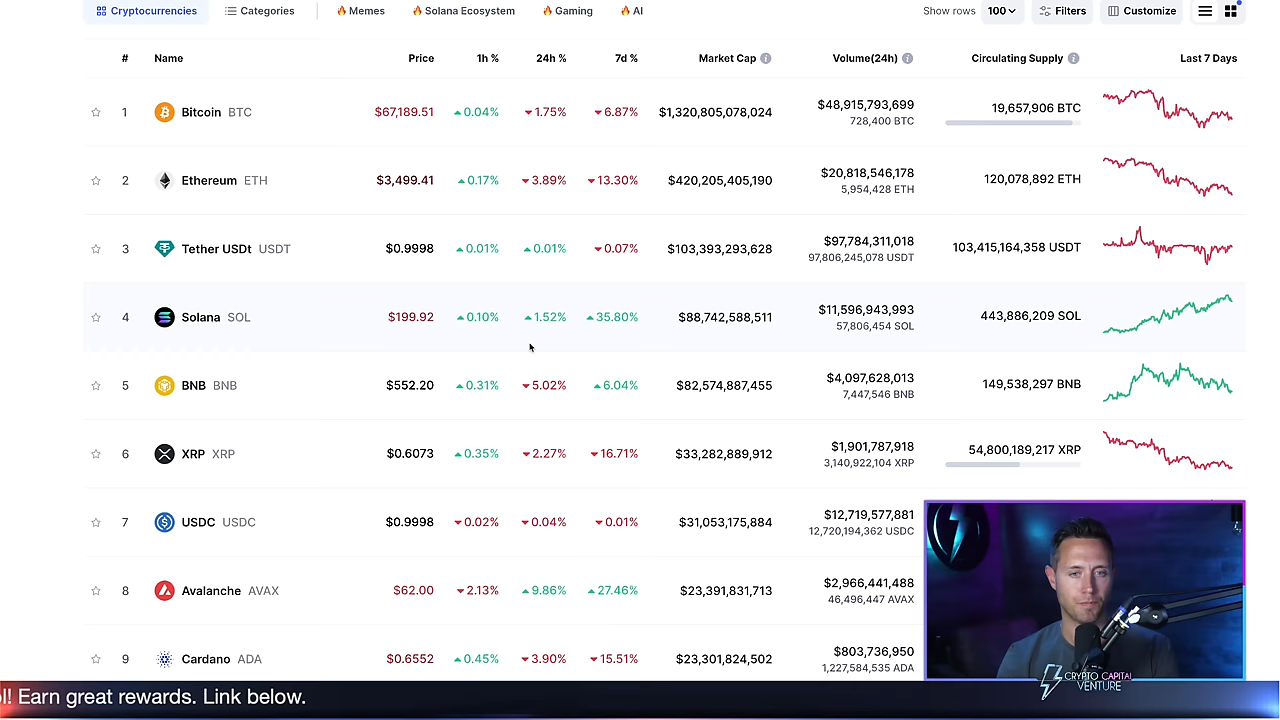 Cryptocurrencies Categories Memes Solana Ecosystem Gaming AI Show rows 100 Filters Customize
# Name Price 1h % 24h % 7d % Market Cap Volume(24h) Circulating Supply Last 7 Days
1 Bitcoin BTC $67,189.51 0.04% 1.75% 6.87% $1,320,805,078,024 $48,915,793,699 19,657,906 BTC
728,400 BTC
2 Ethereum ETH $3,499.41 0.17% 3.89% 13.30% $420,205,405,190 $20,818,546,178 120,078,892 ETH
5,954,428 ETH
3 Tether USDt USDT $0.9998 0.01% 0.01% 0.07% $103,393,293,628 $97,784,311,018 103,415,164,358 USDT
97,806,245,078 USDT
4 Solana SOL $199.92 0.10% 1.52% 35.80% $88,742,588,511 $11,596,943,993 443,886,209 SOL
57,806,454 SOL
5 BNB BNB $552.20 0.31% 5.02% 6.04% $82,574,887,455 $4,097,628,013 149,538,297 BNB
7,447,546 BNB
6 XRP XRP $0.6073 0.35% 2.27% 16.71% $33,282,889,912 $1,901,787,918 54,800,189,217 XRP
3,140,922,104 XRP
7 USDC USDC $0.9998 0.02% 0.04% 0.01% $31,053,175,884 $12,719,577,881
12,720,194,362 USDC
8 Avalanche AVAX $62.00 2.13% 9.86% 27.46% $23,391,831,713 $2,966,441,488
46,496,447 AVAX
9 Cardano ADA $0.6552 0.45% 3.90% 15.51% $23,301,824,502 $803,736,950
1,227,584,535 ADA
CRYPTO CAPITAL
VENTURE
ol! Earn great rewards. Link below.